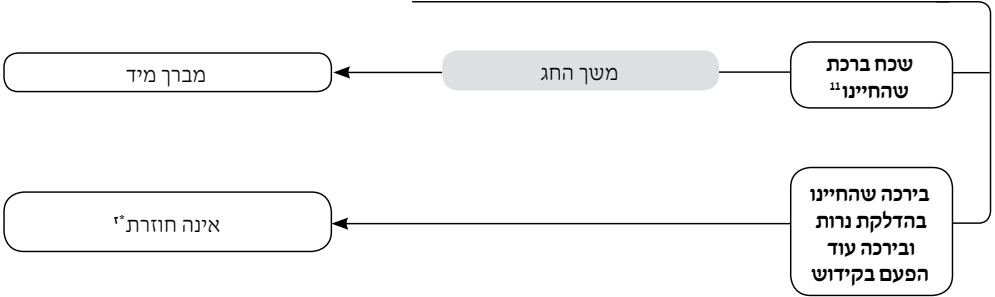 שכח ברכת
שהחיינו¹¹
משך החג
מברך מיד
בירכה שהחיינו
בהדלקת נרות
ובירכה עוד
הפעם בקידוש
אינה חוזרת*ז